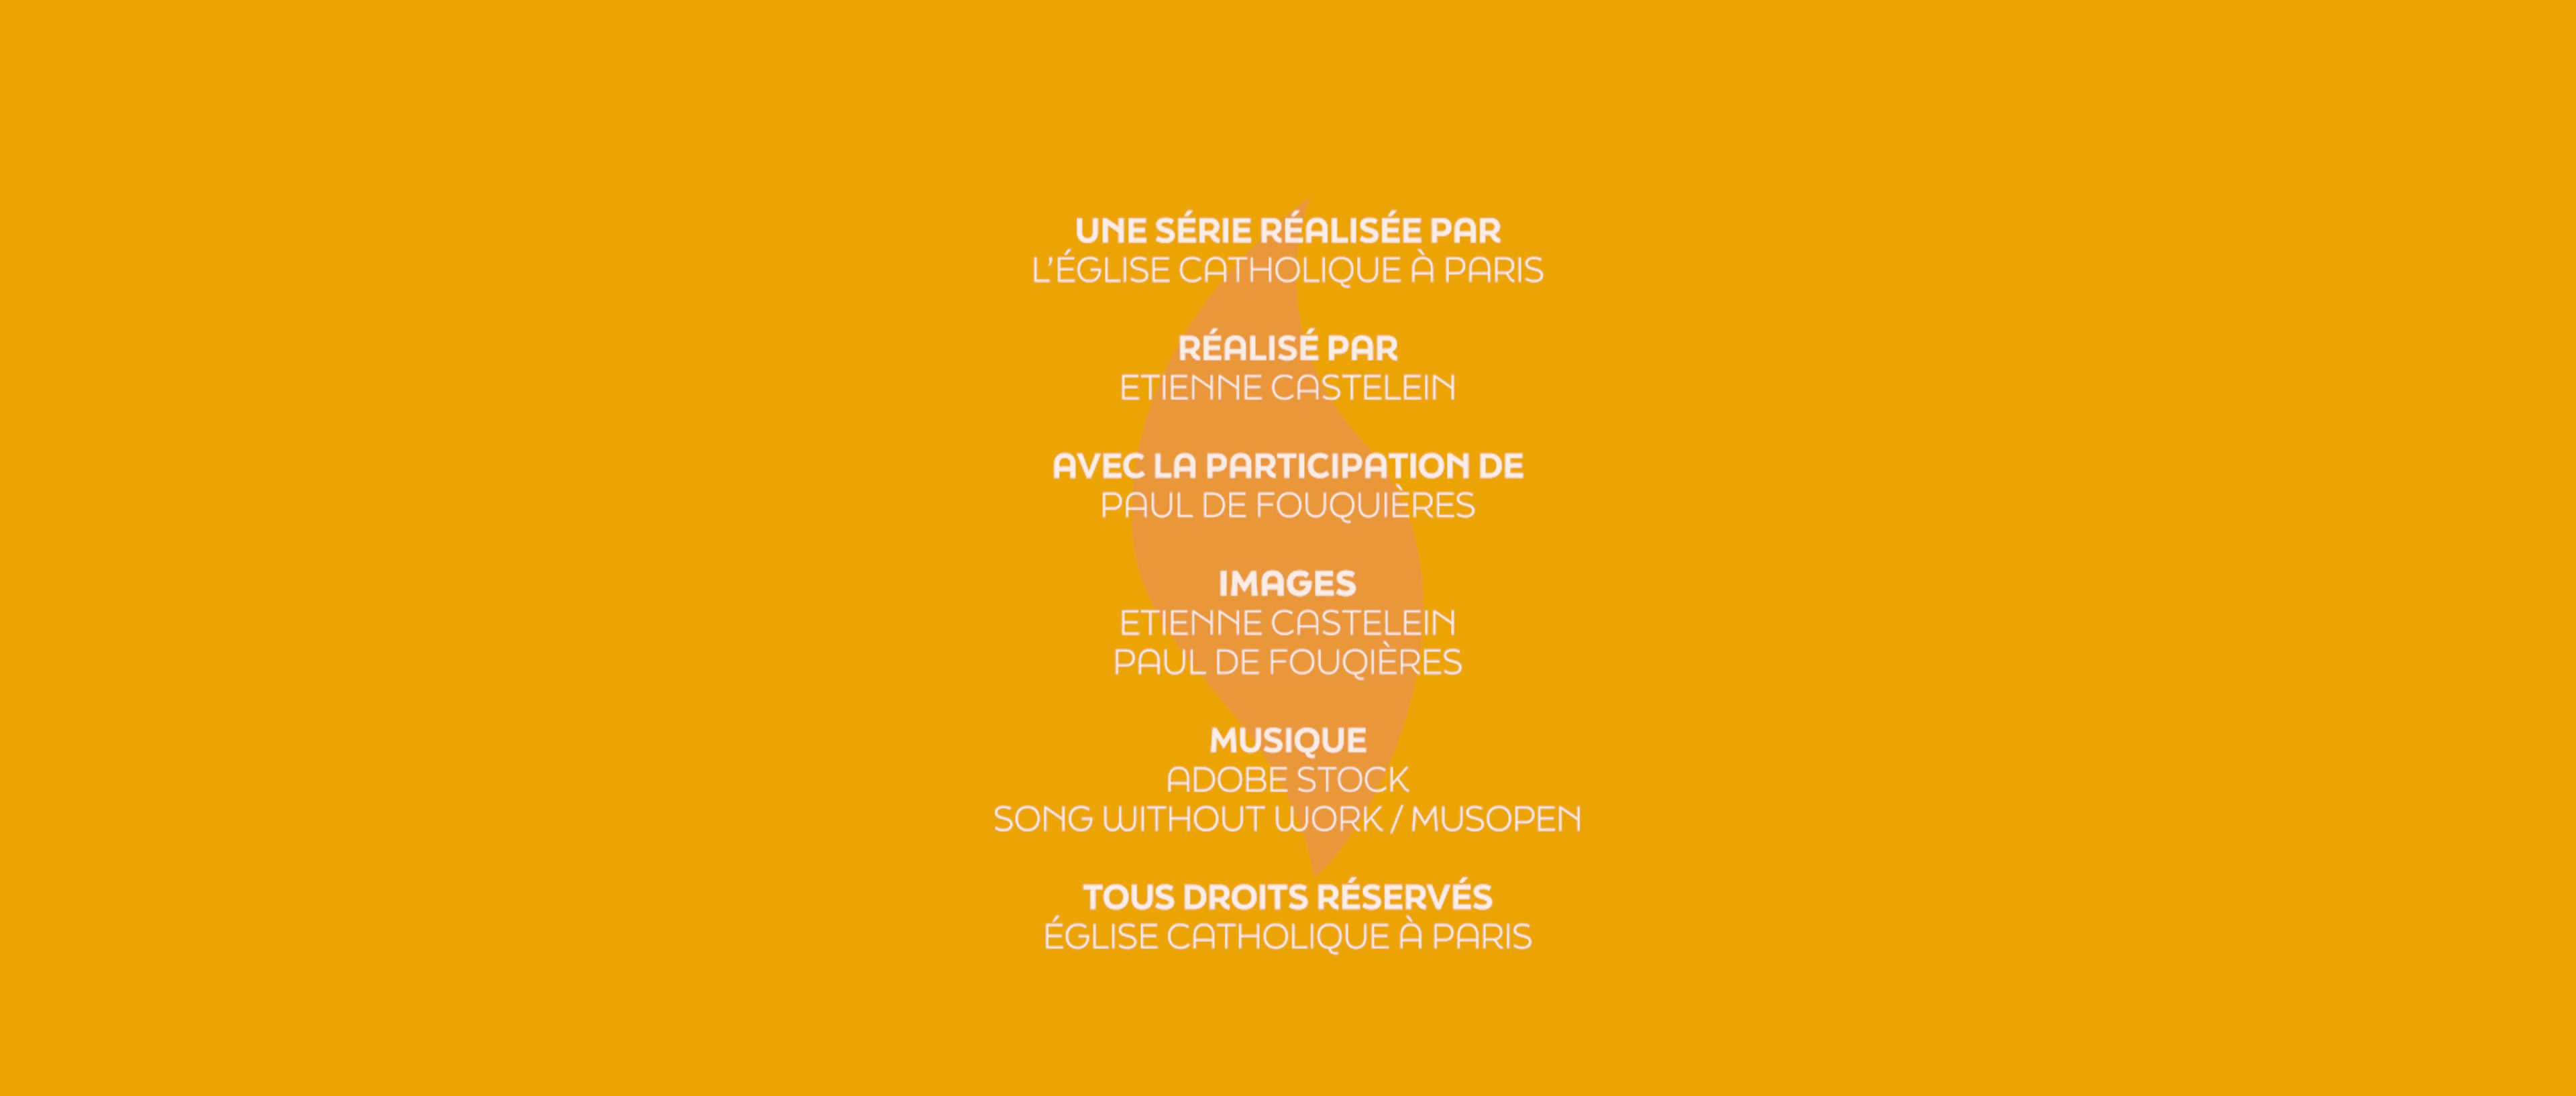 UNE SÉRIE RÉALISÉE PAR
L'ÉGLISE CATHOLIQUE À PARIS
RÉALISÉ PAR
ETIENNE CASTELEIN
AVEC LA PARTICIPATION DE
PAUL DE FOUQUIÈRES
IMAGES
ETIENNE CASTELEIN
PAUL DE FOUQIÈRES
MUSIQUE
ADOBE STOCK
SONG WITHOUT WORK / MUSOPEN
TOUS DROITS RÉSERVÉS
ÉGLISE CATHOLIQUE À PARIS